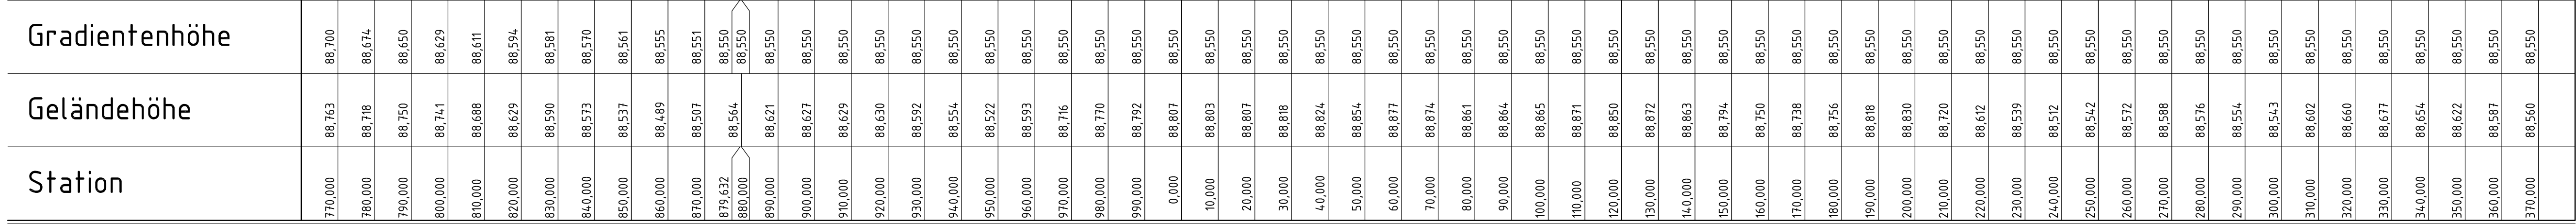 Gradientenhöhe 88,700 88,674 88,650 88,629 88,611 88,594 88,581 88,570 88,561 88,555 88,551 88,550 88,550 88,550 88,550 88,550 88,550 88,550 88,550 88,550 88,550 88,550 88,550 88,550 88,550 88,550 88,550 88,550 88,550 88,550 88,550 88,550 88,550 88,550 88,550 88,550 88,550 88,550 88,550 88,550 88,550 88,550 88,550 88,550 88,550 88,550 88,550 88,550 88,550 88,550 88,550 88,550 88,550 88,550 88,550 88,550 88,550 88,550 88,550 88,550 88,550 88,550
Geländehöhe 88,763 88,718 88,750 88,741 88,688 88,629 88,590 88,573 88,537 88,489 88,507 88,564 88,621 88,627 88,629 88,630 88,592 88,554 88,522 88,593 88,716 88,770 88,792 88,807 88,803 88,807 88,818 88,824 88,854 88,877 88,874 88,861 88,864 88,865 88,871 88,850 88,872 88,863 88,794 88,750 88,738 88,756 88,818 88,830 88,720 88,612 88,539 88,512 88,542 88,572 88,588 88,576 88,554 88,543 88,602 88,660 88,677 88,654 88,622 88,587 88,560
Station 770,000 780,000 790,000 800,000 810,000 820,000 830,000 840,000 850,000 860,000 870,000 879,632 880,000 890,000 900,000 910,000 920,000 930,000 940,000 950,000 960,000 970,000 980,000 990,000 0,000 10,000 20,000 30,000 40,000 50,000 60,000 70,000 80,000 90,000 100,000 110,000 120,000 130,000 140,000 150,000 160,000 170,000 180,000 190,000 200,000 210,000 220,000 230,000 240,000 250,000 260,000 270,000 280,000 290,000 300,000 310,000 320,000 330,000 340,000 350,000 360,000 370,000